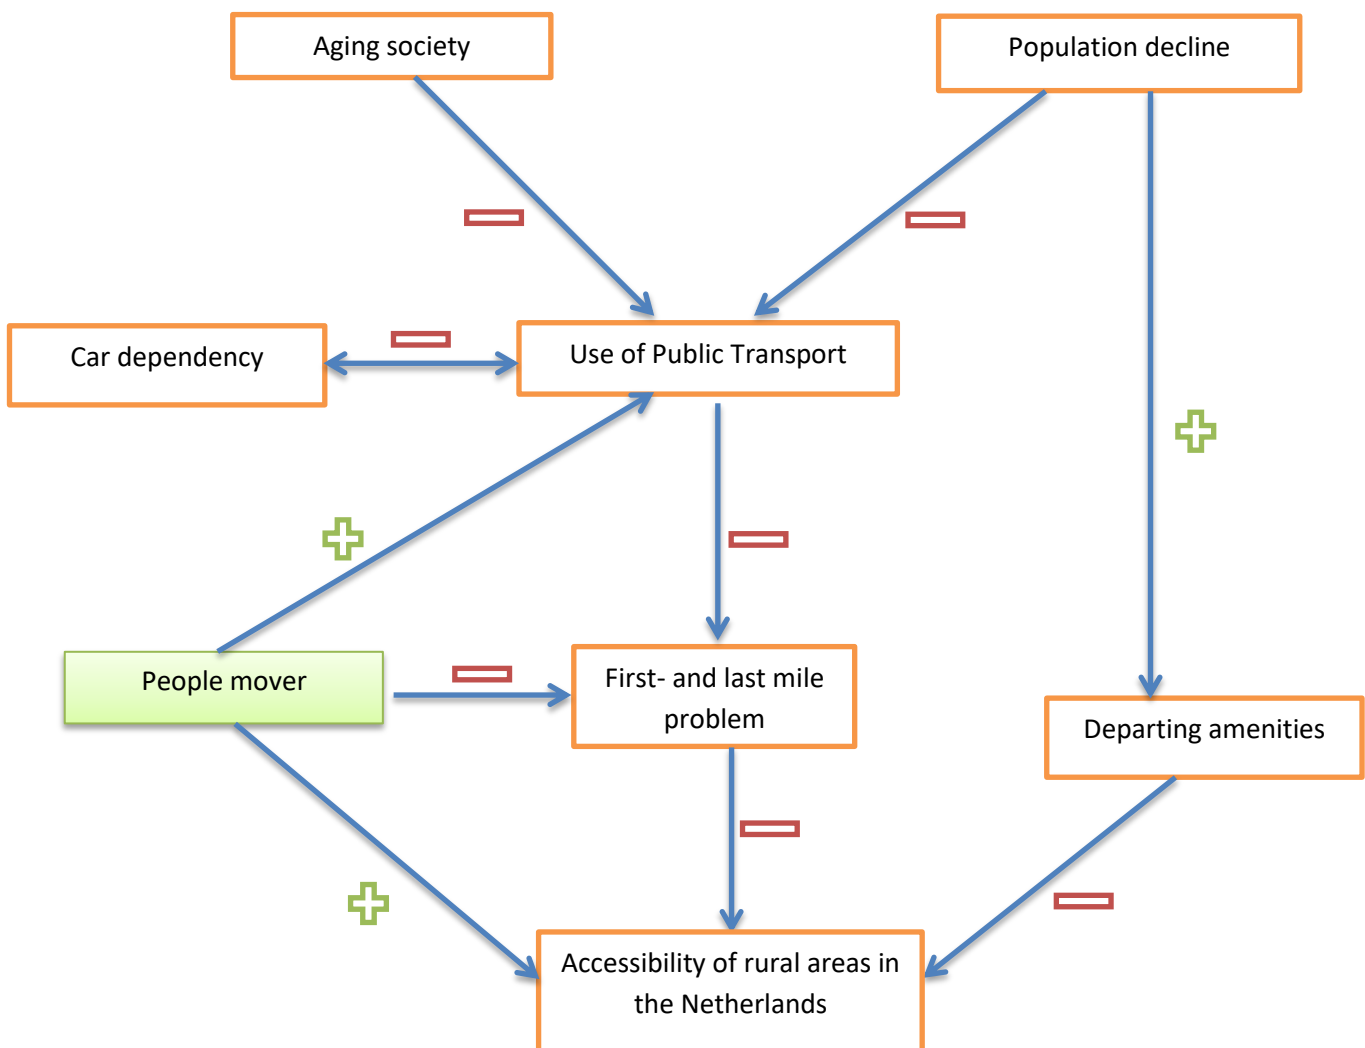 Aging society
Population decline
Car dependency
Use of Public Transport
People mover
First- and last mile
problem
Departing amenities
Accessibility of rural areas in
the Netherlands